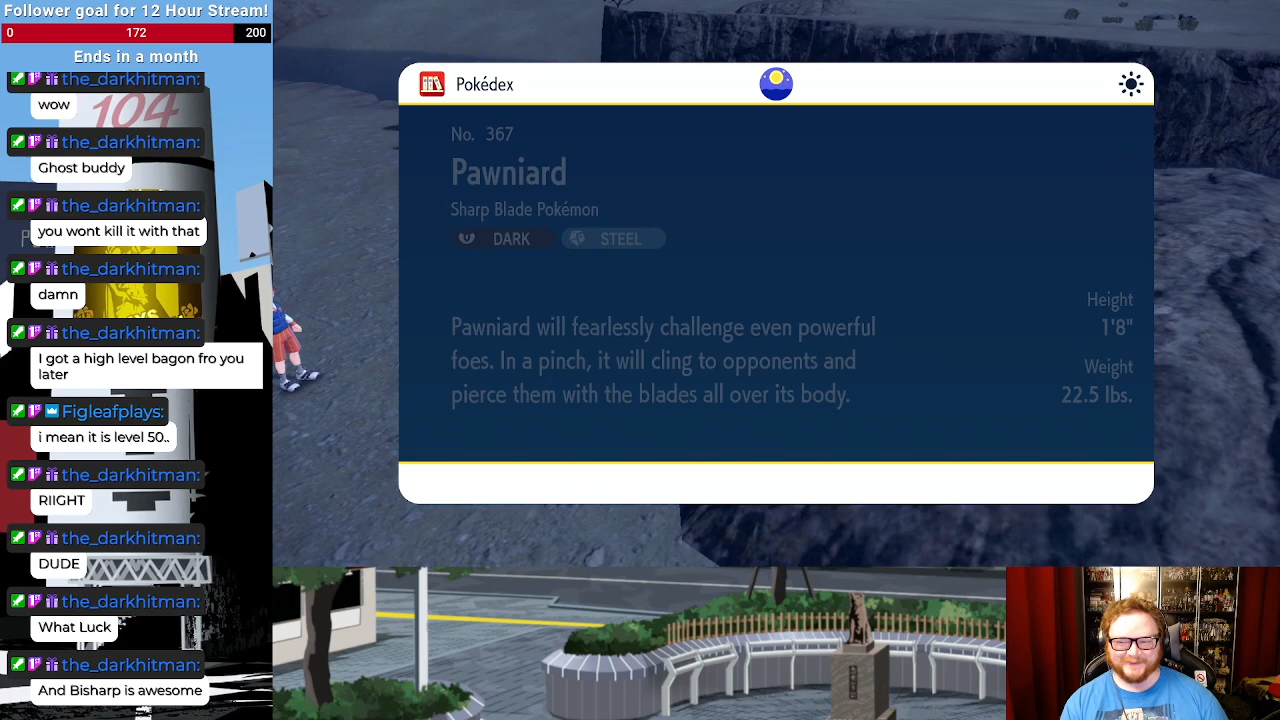 Follower goal for 12 Hour Stream!
0 172 200
Ends in a month
the_darkhitman:
wow
104
the_darkhitman:
Ghost buddy
the_darkhitman:
you wont kill it with that
the_darkhitman:
damn
the_darkhitman:
I got a high level bagon fro you
later
Figleafplays:
i mean it is level 50..
the_darkhitman:
RIIGHT
the_darkhitman:
DUDE
the_darkhitman:
What Luck
the_darkhitman:
And Bisharp is awesome
Pokédex
No. 367
Pawniard
Sharp Blade Pokémon
DARK STEEL
Pawniard will fearlessly challenge even powerful
foes. In a pinch, it will cling to opponents and
pierce them with the blades all over its body.
Height
1'8"
Weight
22.5 lbs.